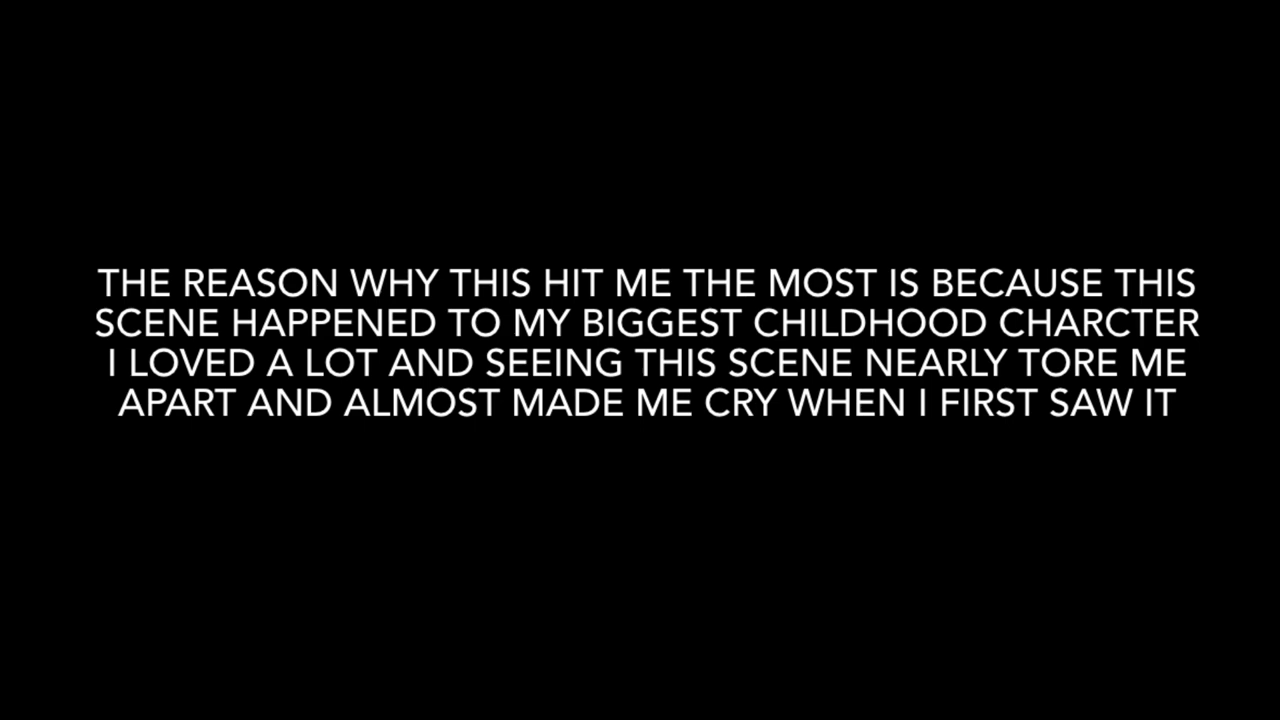 THE REASON WHY THIS HIT ME THE MOST IS BECAUSE THIS
SCENE HAPPENED TO MY BIGGEST CHILDHOOD CHARCTER
I LOVED A LOT AND SEEING THIS SCENE NEARLY TORE ME
APART AND ALMOST MADE ME CRY WHEN I FIRST SAW IT